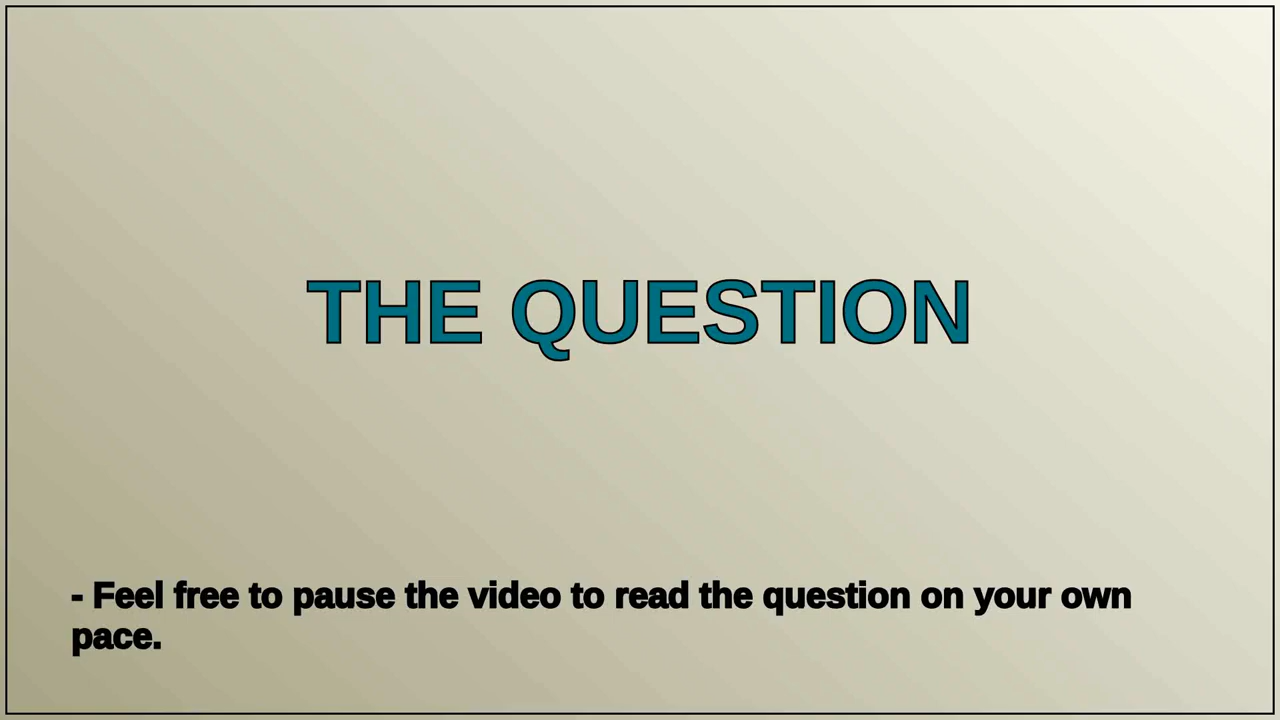 THE QUESTION
- Feel free to pause the video to read the question on your own
pace.